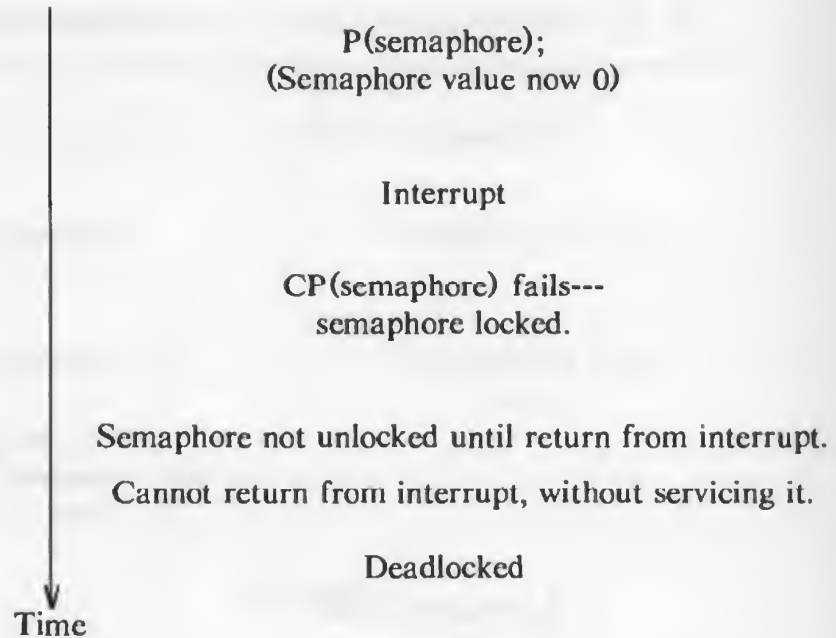 P(semaphore);
(Semaphore value now 0)
Interrupt
CP(semaphore) fails---
semaphore locked.
Semaphore not unlocked until return from interrupt.
Cannot return from interrupt, without servicing it.
Deadlocked
Time